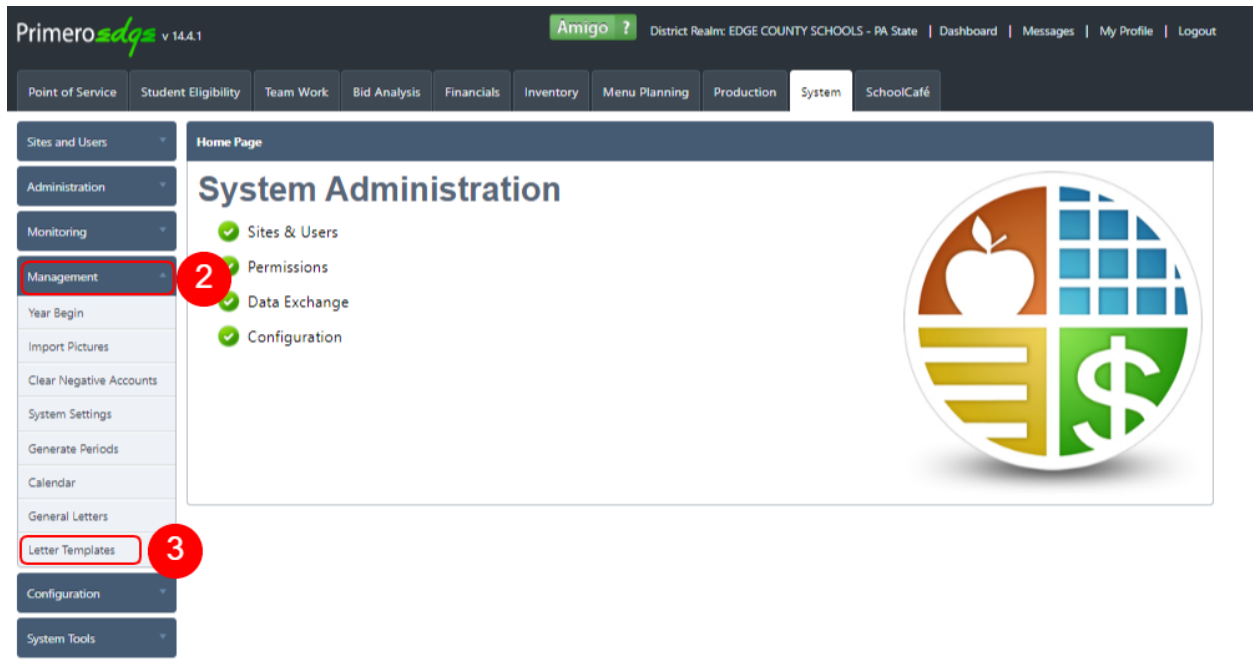 Primeroedge v 14.4.1
Amigo ? District Realm: EDGE COUNTY SCHOOLS - PA State | Dashboard | Messages | My Profile | Logout
Point of Service Student Eligibility Team Work Bid Analysis Financials Inventory Menu Planning Production System SchoolCafé
Sites and Users
Administration
Monitoring
Management
2
Year Begin
Import Pictures
Clear Negative Accounts
System Settings
Generate Periods
Calendar
General Letters
Letter Templates
3
Configuration
System Tools
Home Page
System Administration
Sites & Users
Permissions
Data Exchange
Configuration
$